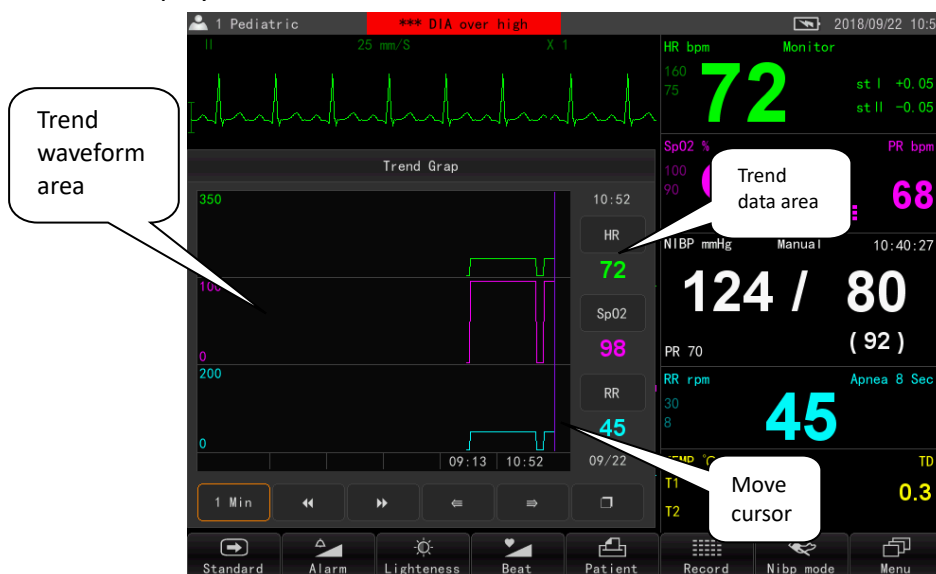 1 Pediatric *** DIA over high 2018/09/22 10:5
II 25 mm/S X 1
HR bpm Monitor
160
75
72
st I +0.05
st II -0.05
Trend
waveform
area
Trend Grap
SpO2 % PR bpm
100
90
68
Trend
data area
350
100
0
200
0
09:13 10:52
10:52
HR
72
SpO2
98
RR
45
09/22
NIBP mmHg Manual 10:40:27
124 / 80
(92)
PR 70
RR rpm Apnea 8 Sec
30
8
45
TEMP °C TD
T1
T2
0.3
Move
cursor
1 Min
Standard Alarm Lighteness Beat Patient Record Nibp mode Menu